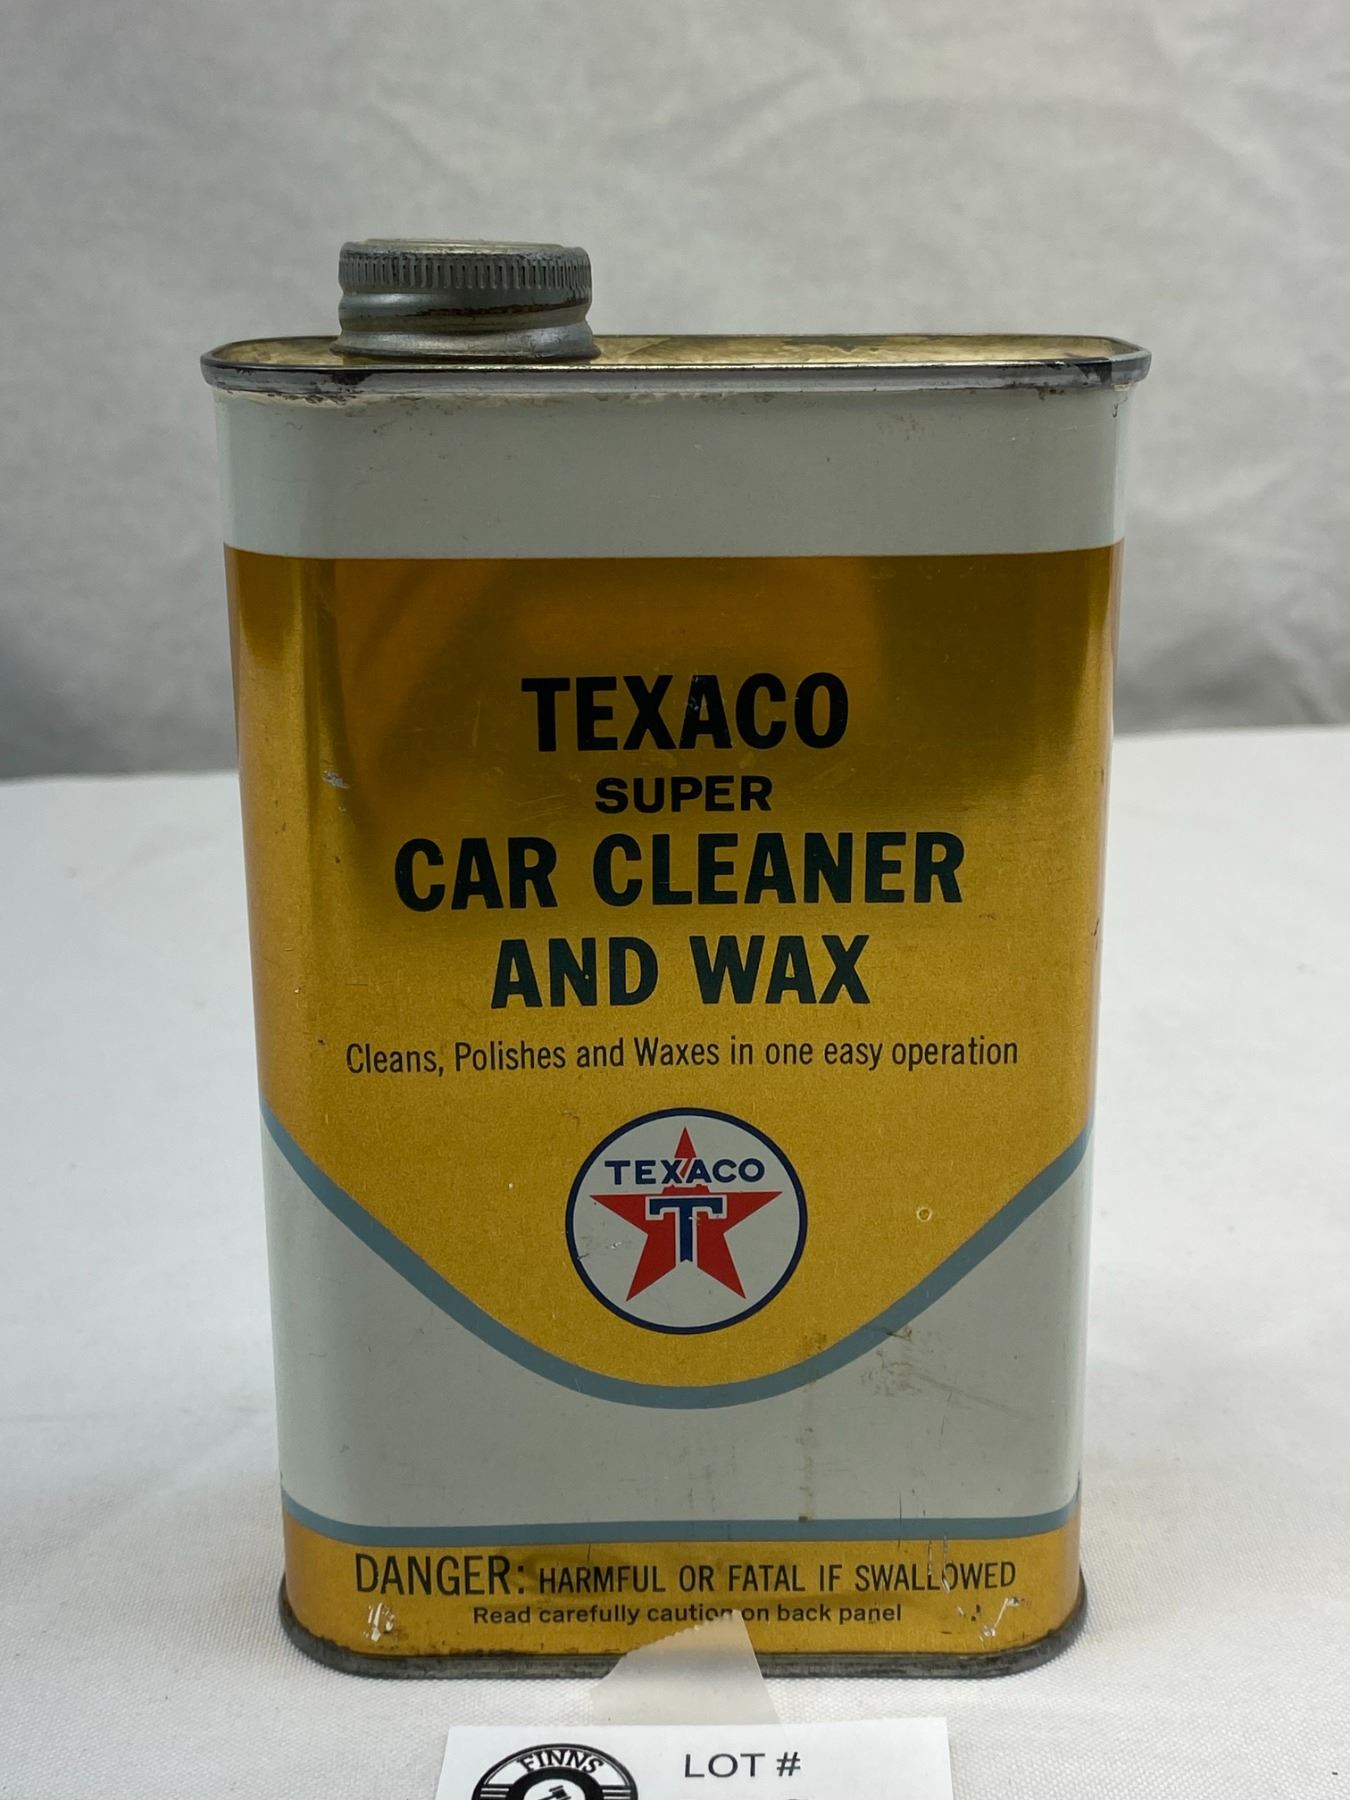 TEXACO
SUPER
CAR CLEANER
AND WAX
Cleans, Polishes and Waxes in one easy operation
TEXACO
T
DANGER: HARMFUL OR FATAL IF SWALLOWED
Read carefully caution on back panel
FINNS
LOT #